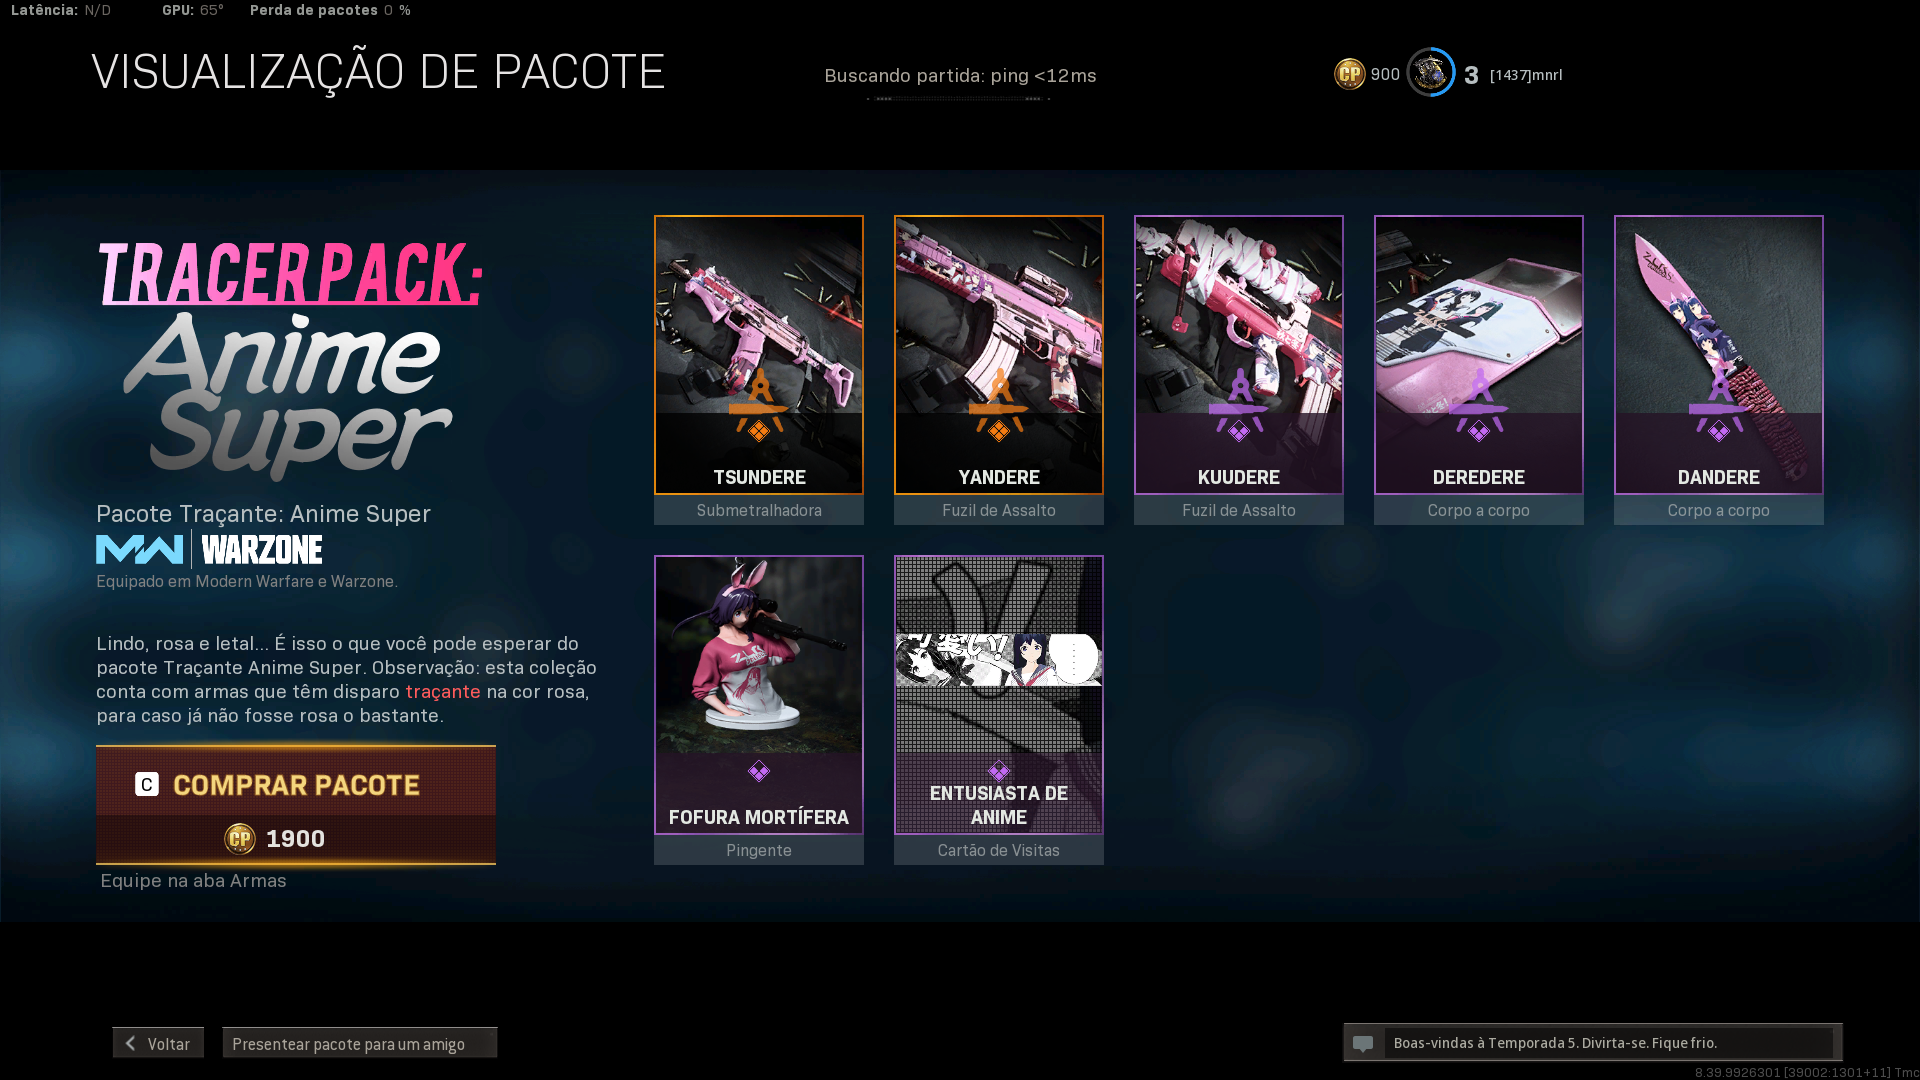 Latência: N/D GPU: 65° Perda de pacotes 0 %
VISUALIZAÇÃO DE PACOTE
Buscando partida: ping <12ms
CP 900 3 [1437]mnrl
TRACER PACK:
Anime
Super
Pacote Traçante: Anime Super
MW WARZONE
Equipado em Modern Warfare e Warzone.
Lindo, rosa e letal... É isso o que você pode esperar do
pacote Traçante Anime Super. Observação: esta coleção
conta com armas que têm disparo traçante na cor rosa,
para caso já não fosse rosa o bastante.
C COMPRAR PACOTE
CP 1900
Equipe na aba Armas
TSUNDERE
Submetralhadora
YANDERE
Fuzil de Assalto
KUUDERE
Fuzil de Assalto
DEREDERE
Corpo a corpo
DANDERE
Corpo a corpo
FOFURA MORTÍFERA
Pingente
可愛い!
ENTUSIASTA DE
ANIME
Cartão de Visitas
Voltar
Presentear pacote para um amigo
Boas-vindas à Temporada 5. Divirta-se. Fique frio.
8.39.9926301 [39002:1301+11] Tmc